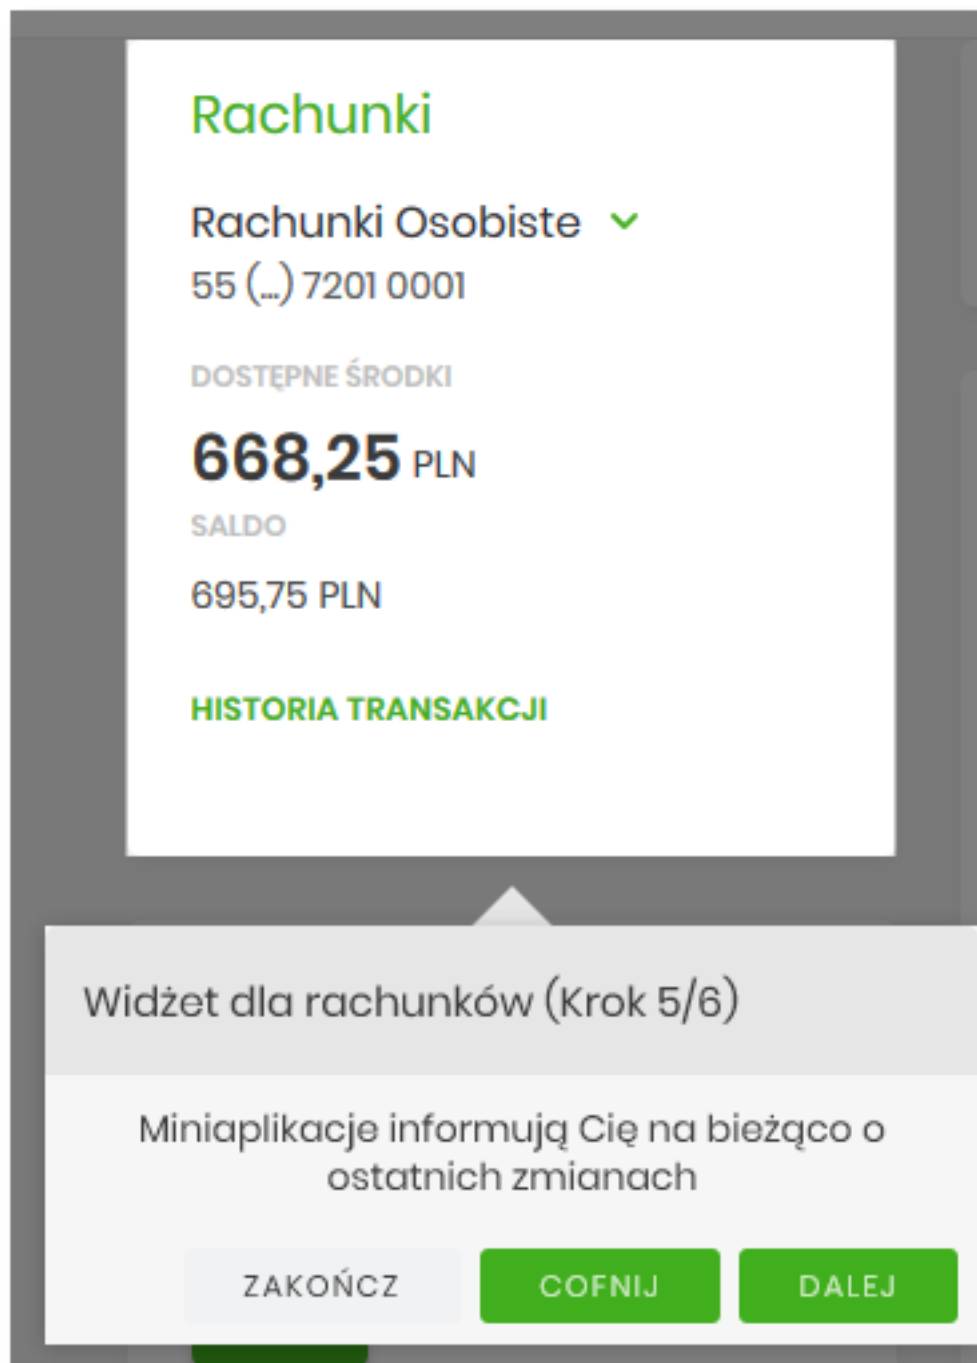 Rachunki
Rachunki Osobiste
55 (...) 7201 0001
DOSTĘPNE ŚRODKI
668,25 PLN
SALDO
695,75 PLN
HISTORIA TRANSAKCJI
Widżet dla rachunków (Krok 5/6)
Miniaplikacje informują Cię na bieżąco o
ostatnich zmianach
ZAKOŃCZ COFNIJ DALEJ